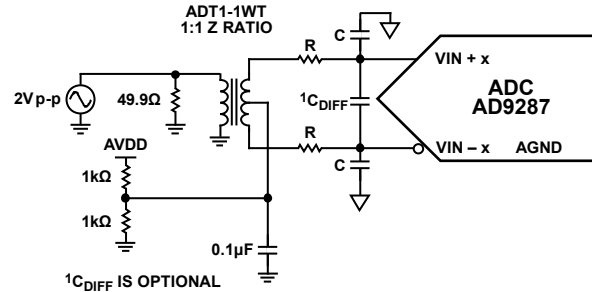 ADT1-1WT
1:1 Z RATIO
C
R
VIN + x
ADC
AD9287
2V p-p
49.9Ω
1CDIFF
R
VIN – x AGND
C
AVDD
1kΩ
1kΩ
0.1µF
1CDIFF IS OPTIONAL